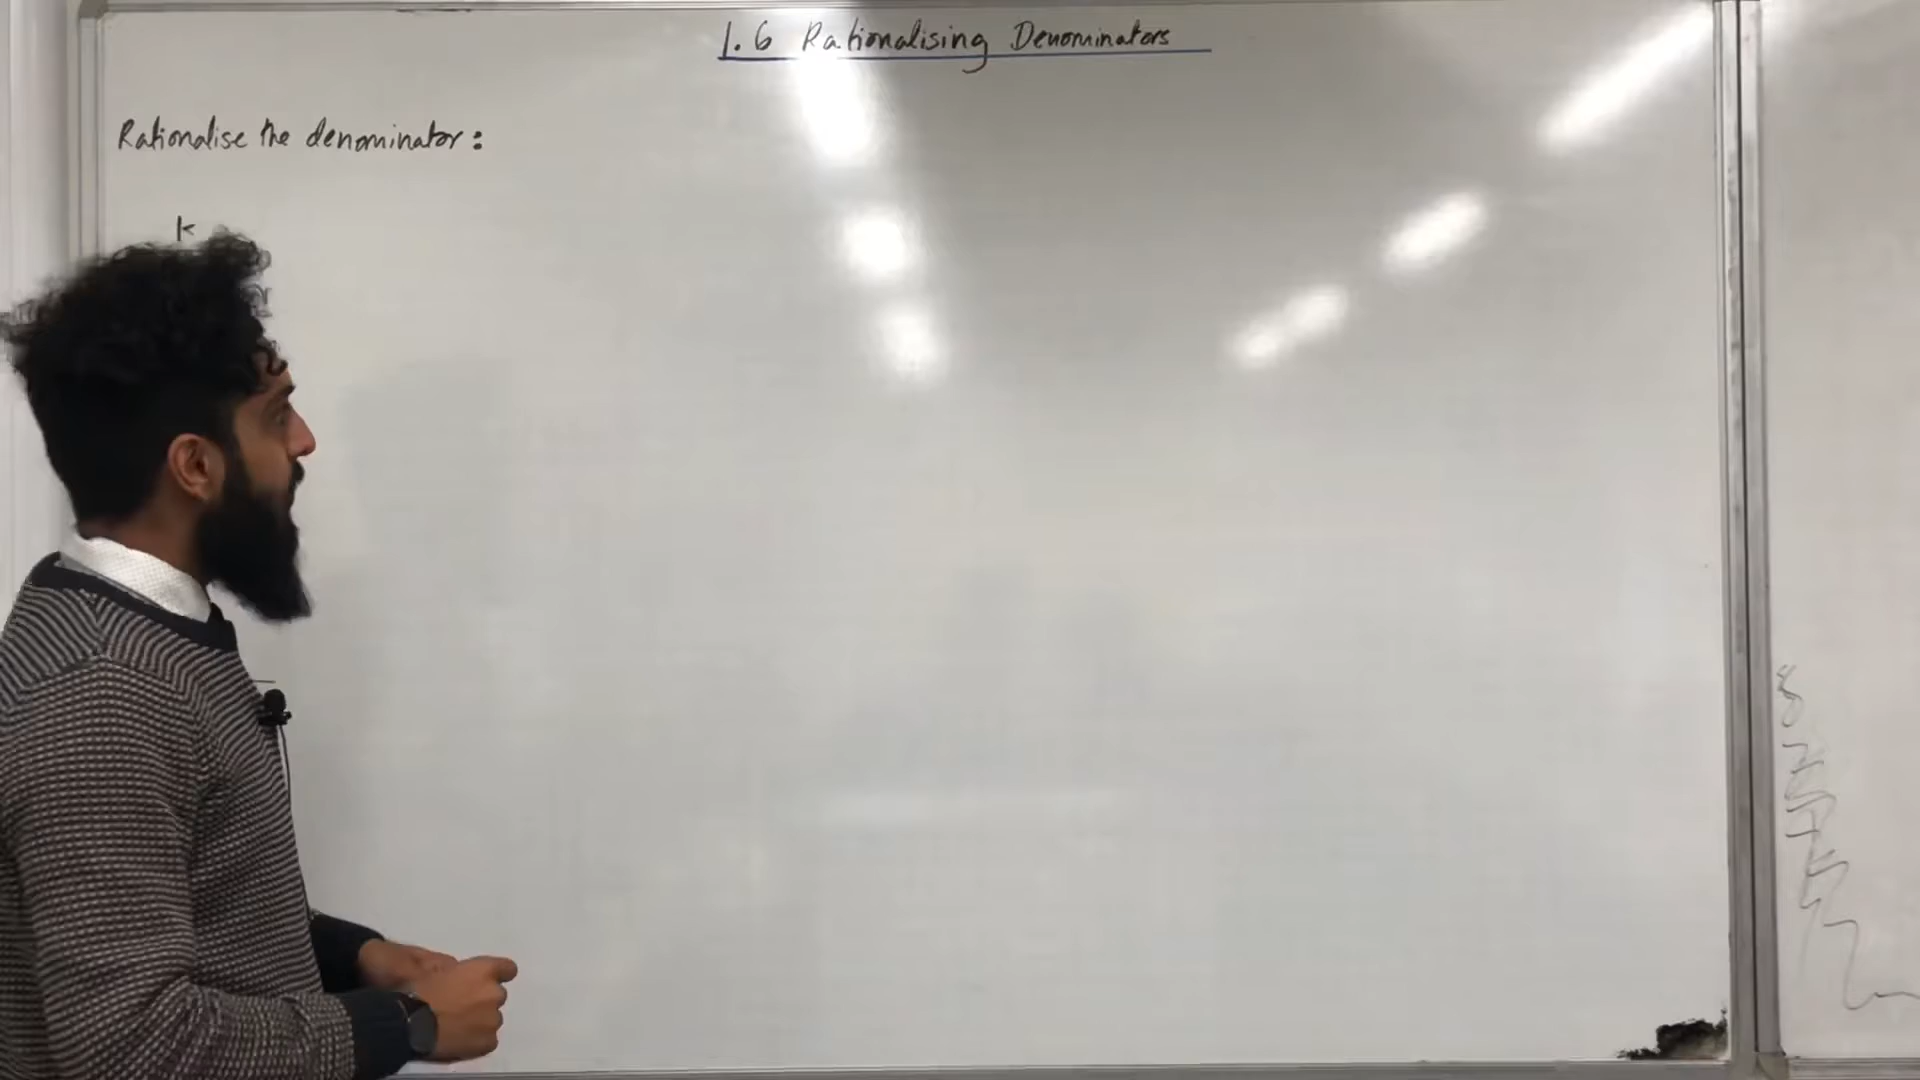 1.6 Rationalising Denominators
Rationalise the denominator:
k